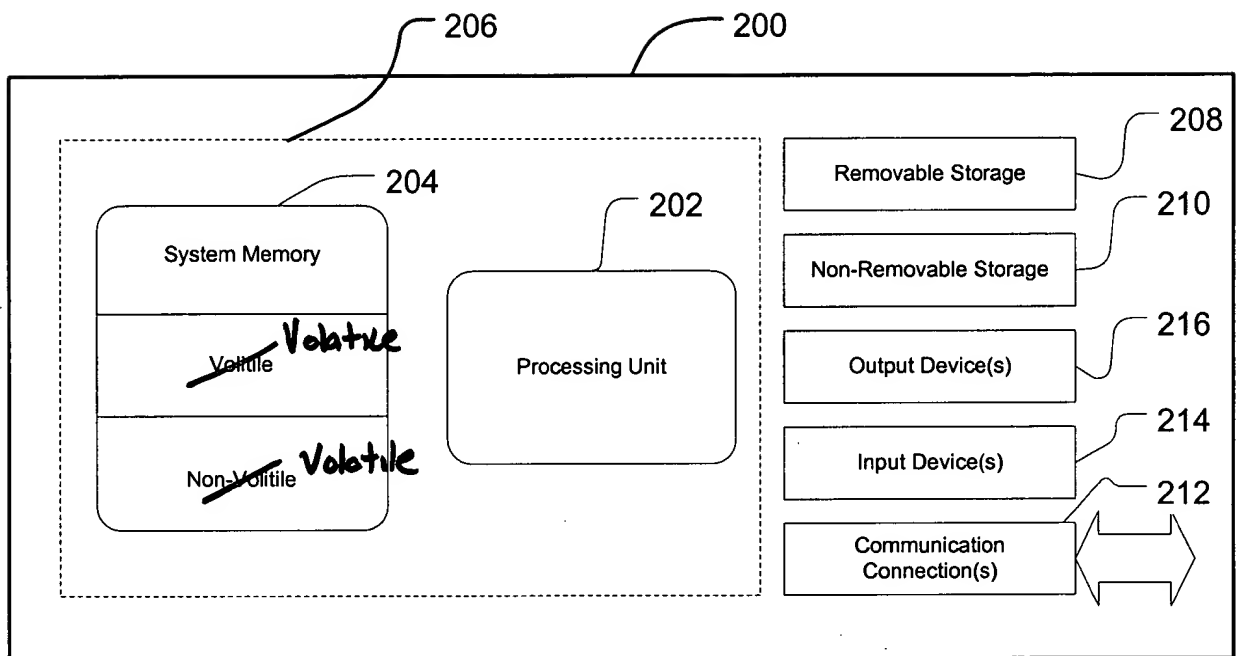 206
200
208
Removable Storage
204
202
210
System Memory
Non-Removable Storage
216
Volitile
Volatile
Processing Unit
Output Device(s)
214
Non-Volitile
Volatile
Input Device(s)
212
Communication
Connection(s)